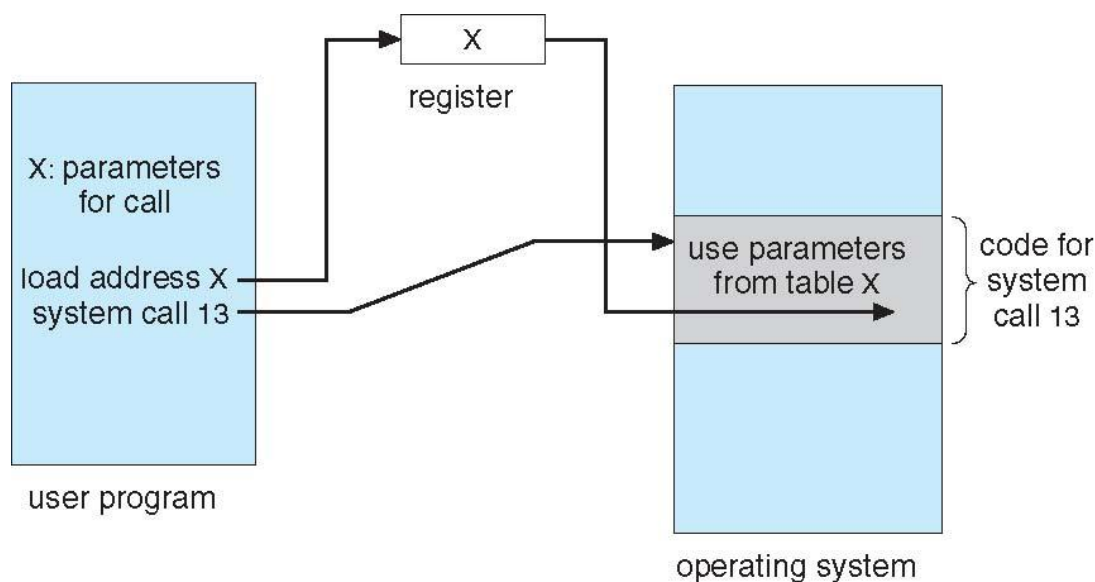 X
register
X: parameters
for call
load address X
system call 13
user program
use parameters
from table X
code for
system
call 13
operating system